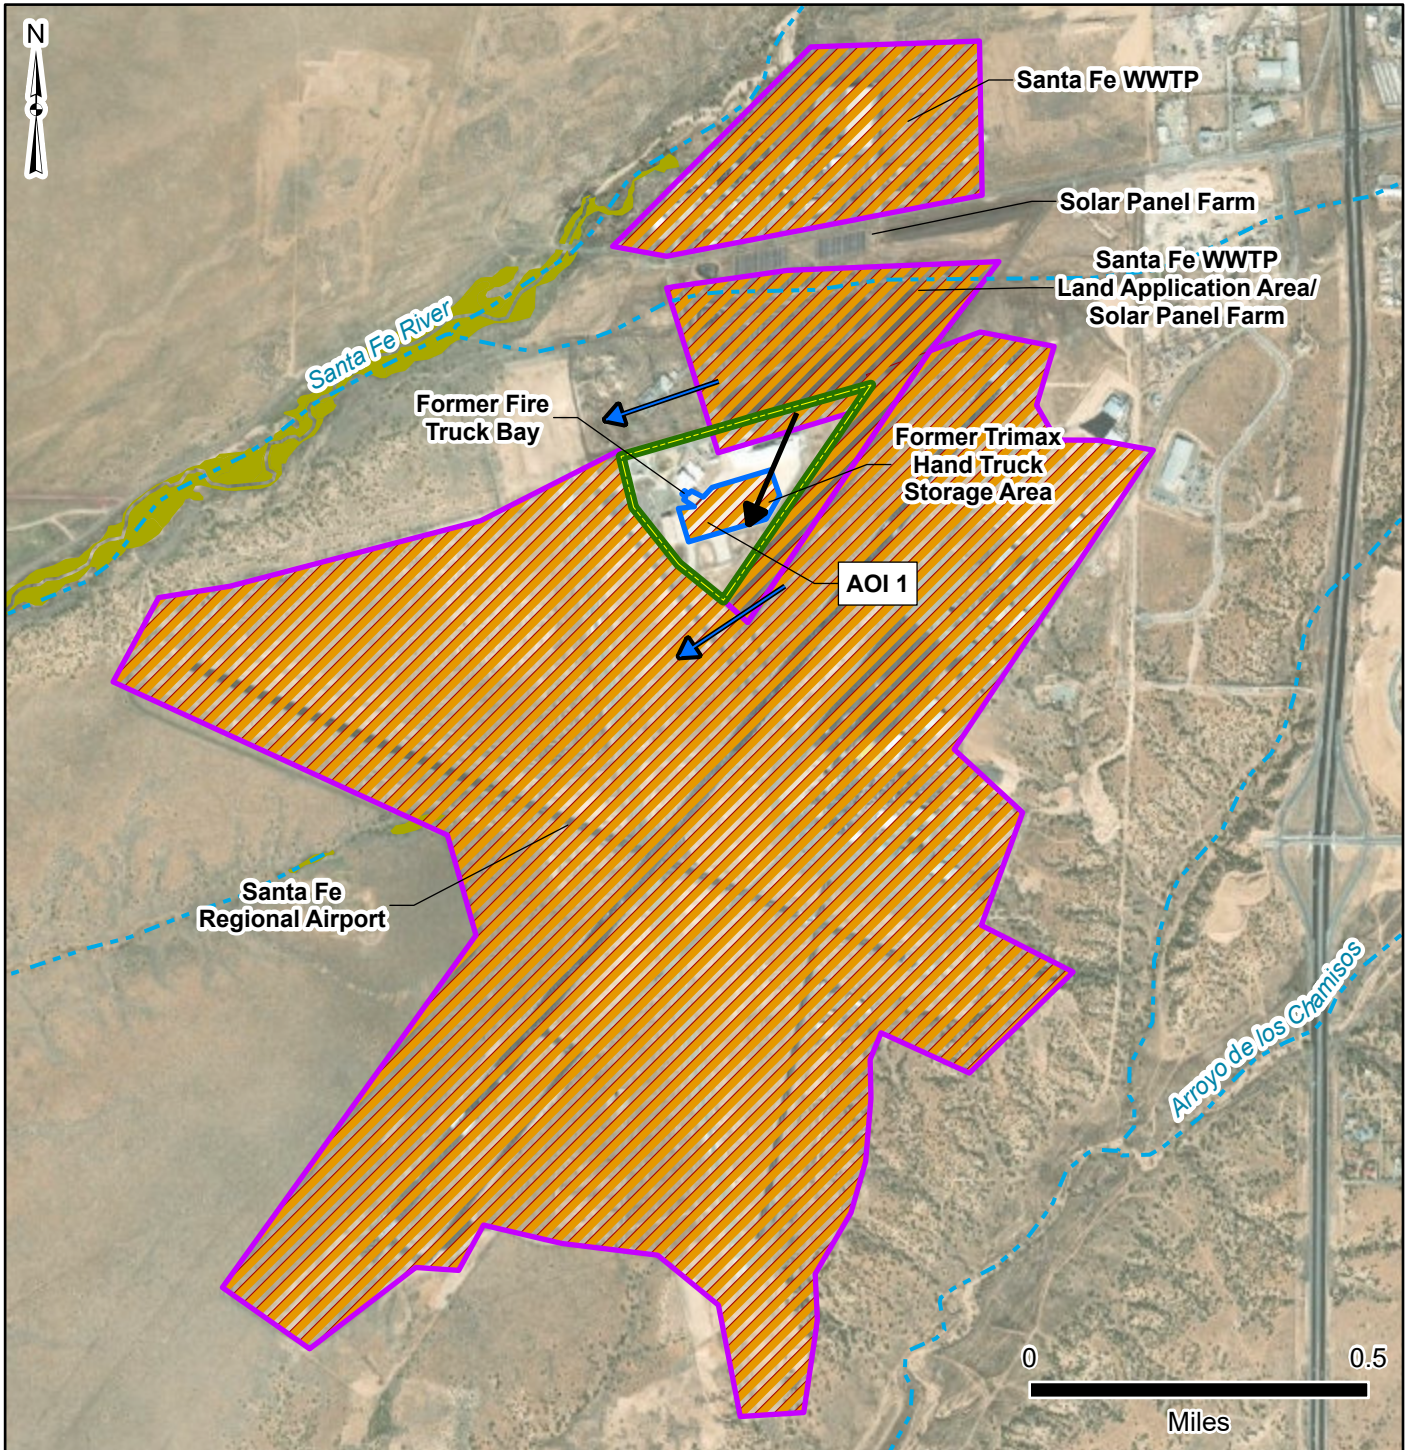 N
Santa Fe WWTP
Solar Panel Farm
Santa Fe WWTP
Land Application Area/
Solar Panel Farm
Santa Fe River
Former Fire
Truck Bay
Former Trimax
Hand Truck
Storage Area
AOI 1
Santa Fe
Regional Airport
Arroyo de los Chamisos
0 0.5
Miles